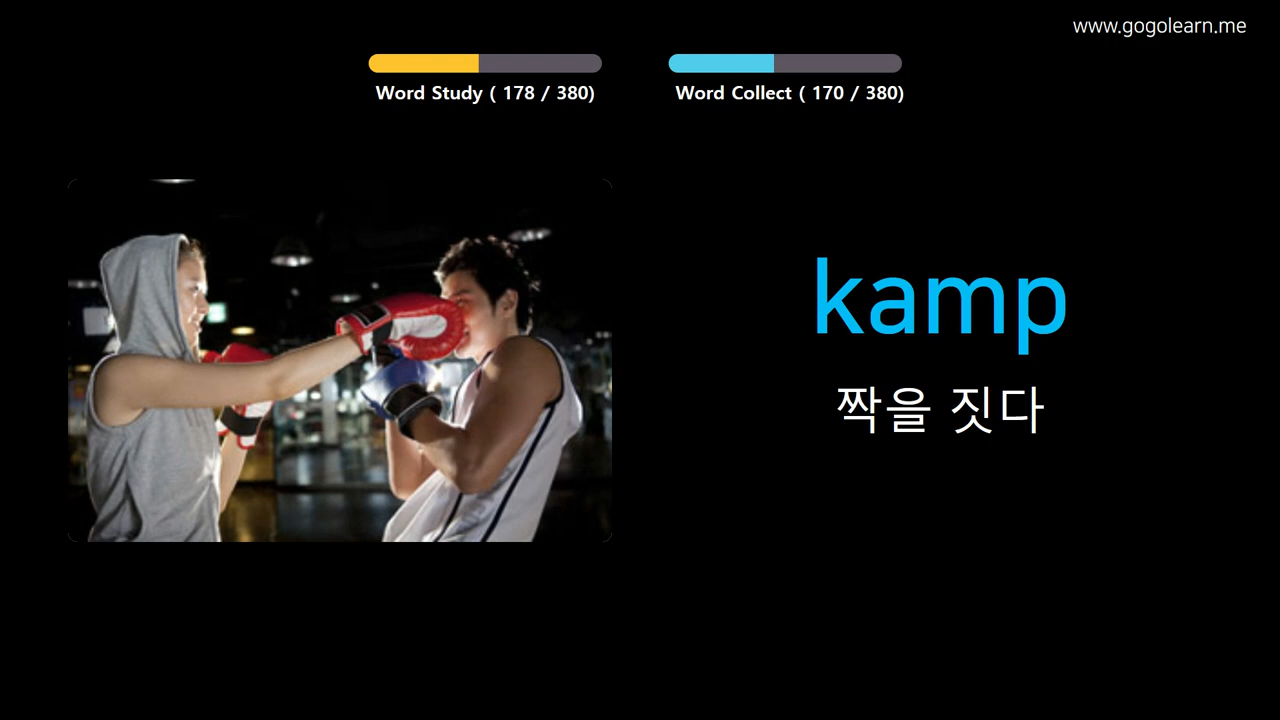 www.gogolearn.me
Word Study ( 178 / 380)
Word Collect ( 170 / 380)
kamp
짝을 짓다